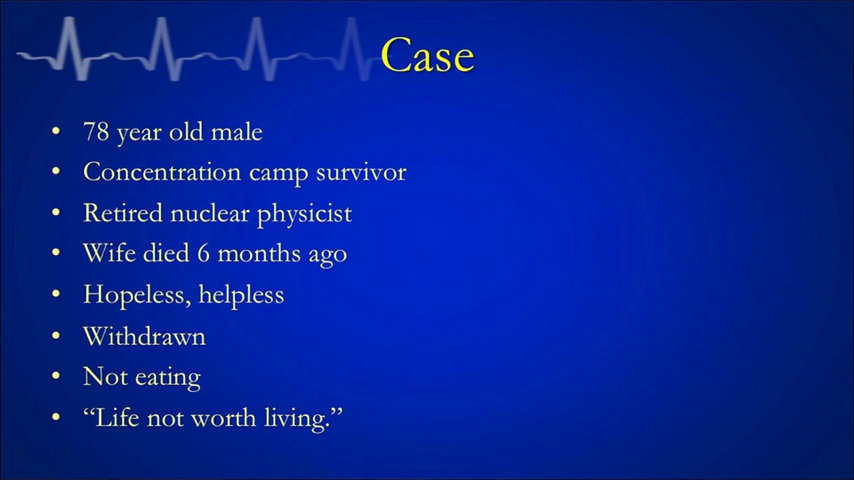 Case
• 78 year old male
• Concentration camp survivor
• Retired nuclear physicist
• Wife died 6 months ago
• Hopeless, helpless
• Withdrawn
• Not eating
• “Life not worth living.”